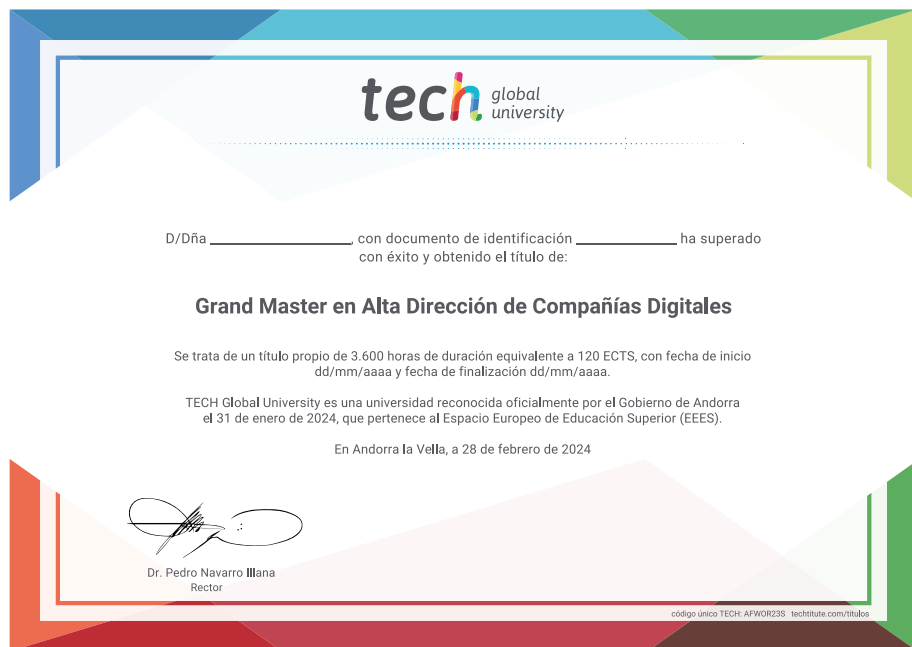 tech global university
D/Dña ______________, con documento de identificación __________ ha superado
con éxito y obtenido el título de:
Grand Master en Alta Dirección de Compañías Digitales
Se trata de un título propio de 3.600 horas de duración equivalente a 120 ECTS, con fecha de inicio
dd/mm/aaaa y fecha de finalización dd/mm/aaaa.
TECH Global University es una universidad reconocida oficialmente por el Gobierno de Andorra
el 31 de enero de 2024, que pertenece al Espacio Europeo de Educación Superior (EEES).
En Andorra la Vella, a 28 de febrero de 2024
Dr. Pedro Navarro Illana
Rector
código único TECH: AFWOR23S techtitute.com/titulos